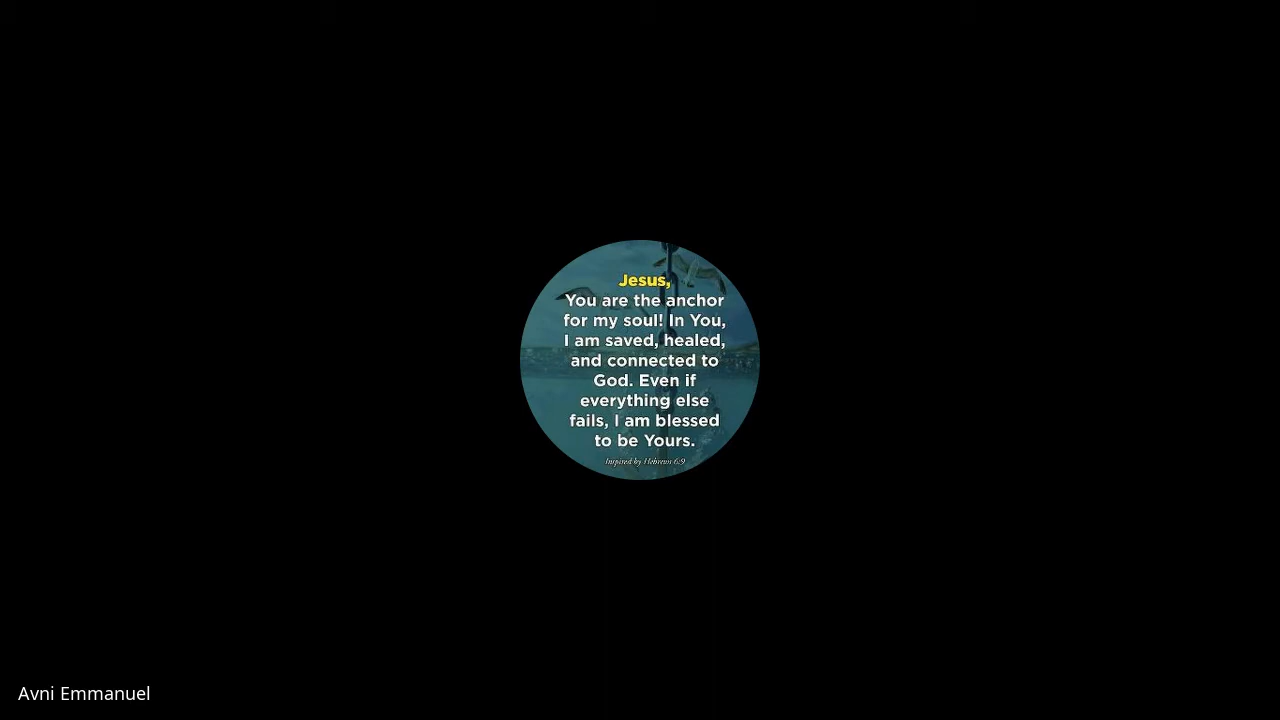 Jesus,
You are the anchor
for my soul! In You,
I am saved, healed,
and connected to
God. Even if
everything else
fails, I am blessed
to be Yours.
Inspired by Hebrews 6:9
Avni Emmanuel